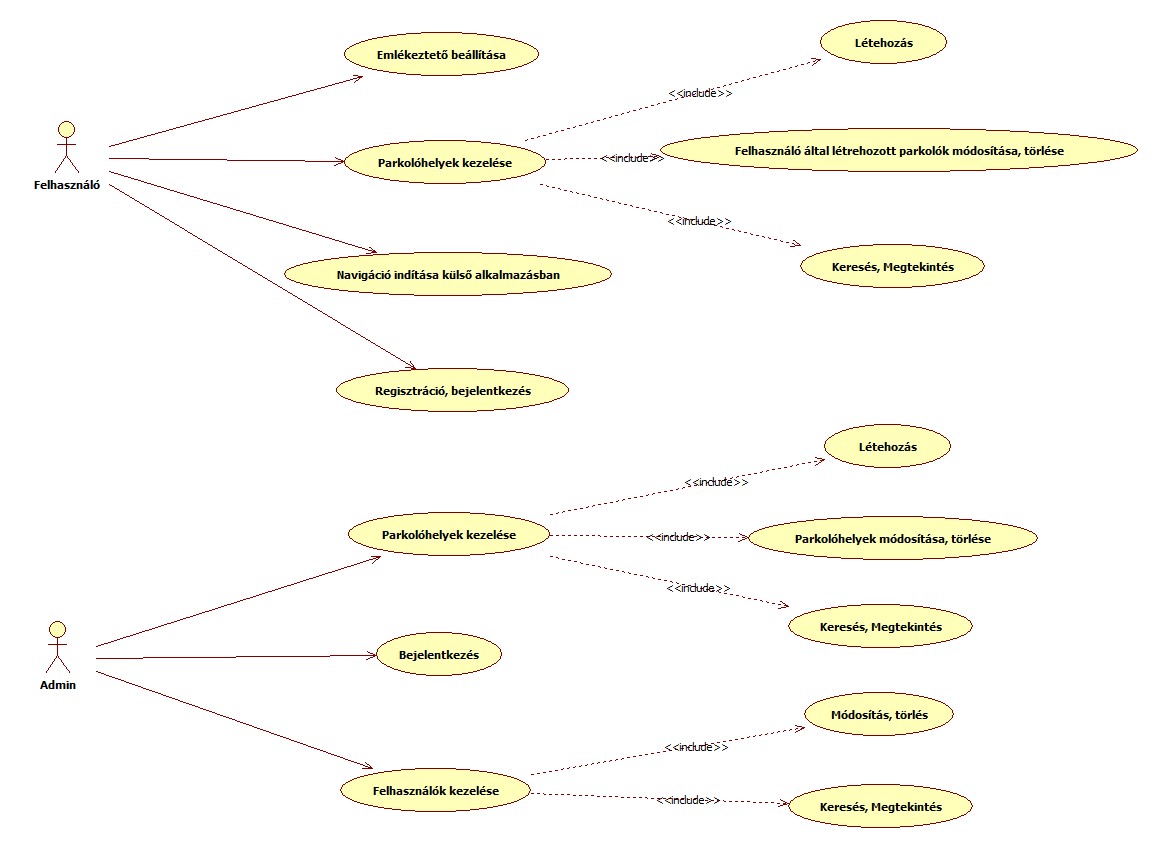 Létehozás
Emlékeztető beállítása
<<include>>
Felhasználó által létrehozott parkolók módosítása, törlése
Parkolóhelyek kezelése
<<include>>
Felhasználó
<<include>>
Keresés, Megtekintés
Navigáció indítása külső alkalmazásban
Regisztráció, bejelentkezés
Létehozás
<<include>>
Parkolóhelyek kezelése
<<include>>
Parkolóhelyek módosítása, törlése
<<include>>
Keresés, Megtekintés
Bejelentkezés
Admin
Módosítás, törlés
<<include>>
Felhasználók kezelése
<<include>>
Keresés, Megtekintés